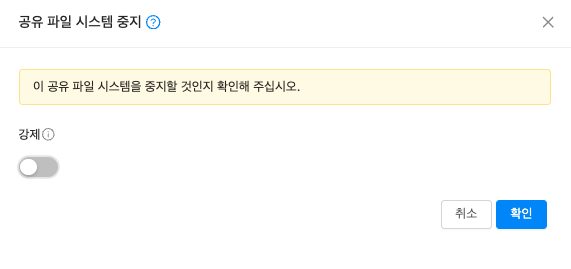 공유 파일 시스템 중지
이 공유 파일 시스템을 중지할 것인지 확인해 주십시오.
강제
취소 확인